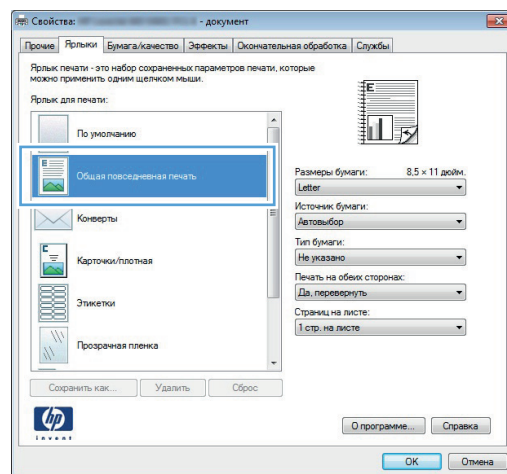 Свойства: - документ
Прочие Ярлыки Бумага/качество Эффекты Окончательная обработка Службы
Ярлык печати - это набор сохраненных параметров печати, которые
можно применить одним щелчком мыши.
Ярлык для печати:
По умолчанию
Общая повседневная печать
Конверты
Карточки/плотная
Этикетки
Прозрачная пленка
E
Размеры бумаги: 8,5 × 11 дюйм.
Letter
Источник бумаги:
Автовыбор
Тип бумаги:
Не указано
Печать на обеих сторонах:
Да, перевернуть
Страниц на листе:
1 стр. на листе
Сохранить как... Удалить Сброс
hp
invent
О программе... Справка
OK Отмена